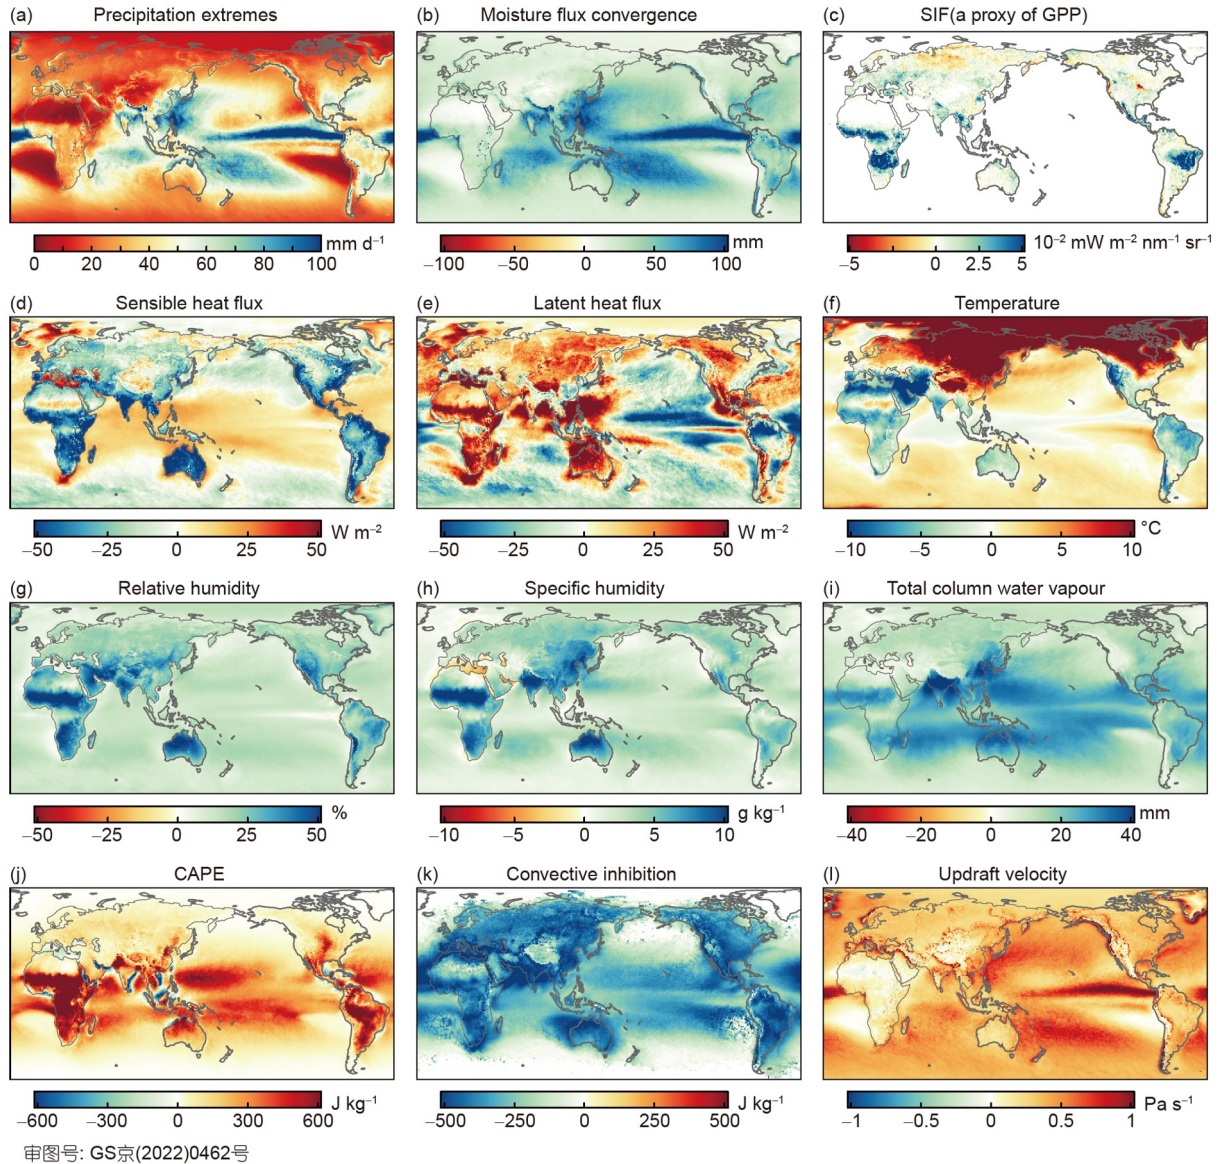 (a) Precipitation extremes (b) Moisture flux convergence (c) SIF(a proxy of GPP)
mm d⁻¹ mm 10⁻² mW m⁻² nm⁻¹ sr⁻¹
0 20 40 60 80 100 −100 −50 0 50 100 −5 0 2.5 5
(d) Sensible heat flux (e) Latent heat flux (f) Temperature
W m⁻² W m⁻² °C
−50 −25 0 25 50 −50 −25 0 25 50 −10 −5 0 5 10
(g) Relative humidity (h) Specific humidity (i) Total column water vapour
% g kg⁻¹ mm
−50 −25 0 25 50 −10 −5 0 5 10 −40 −20 0 20 40
(j) CAPE (k) Convective inhibition (l) Updraft velocity
J kg⁻¹ J kg⁻¹ Pa s⁻¹
−600 −300 0 300 600 −500 −250 0 250 500 −1 −0.5 0 0.5 1
审图号: GS京(2022)0462号